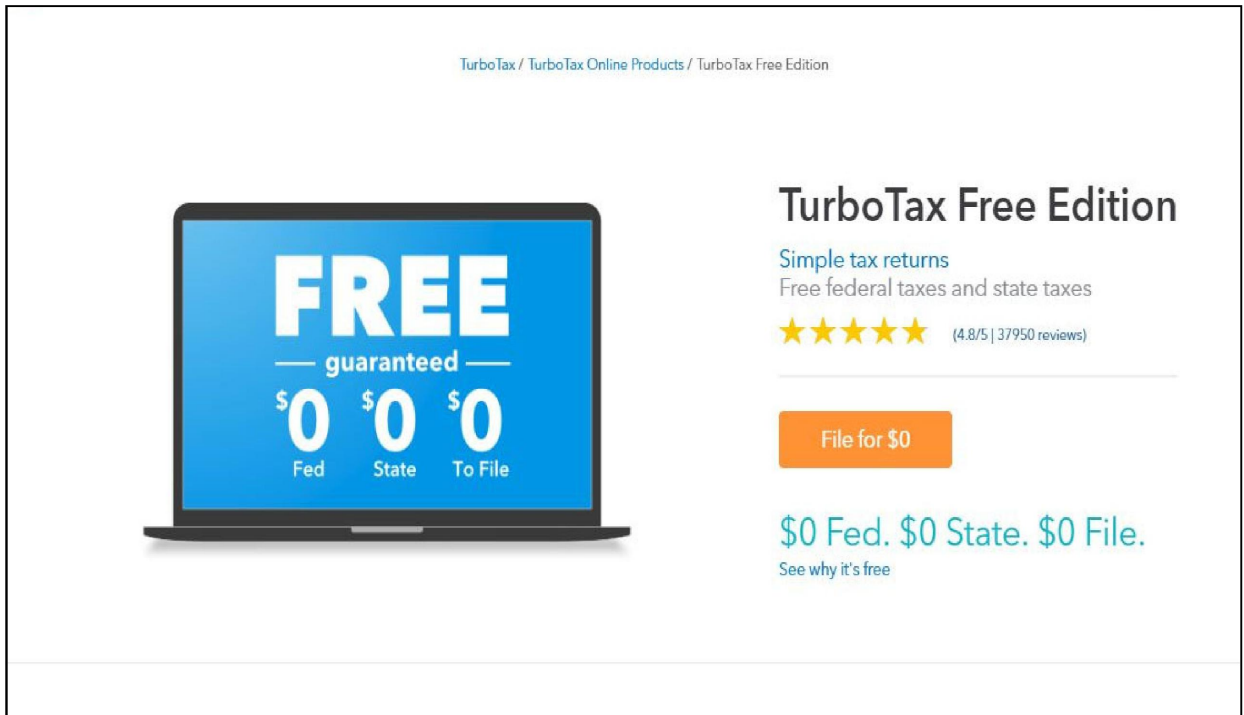 TurboTax / TurboTax Online Products / TurboTax Free Edition
FREE
guaranteed
$0 $0 $0
Fed State To File
TurboTax Free Edition
Simple tax returns
Free federal taxes and state taxes
(4.8/5 | 37950 reviews)
File for $0
$0 Fed. $0 State. $0 File.
See why it's free